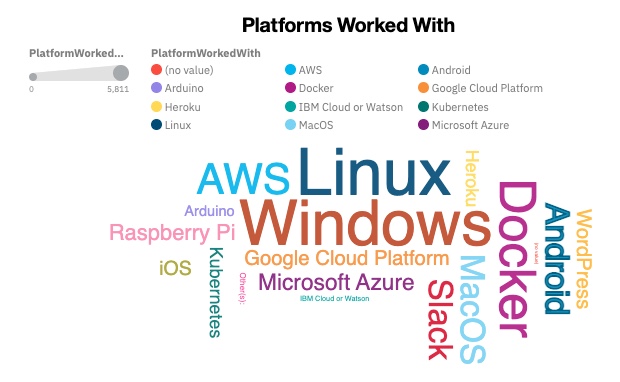 Platforms Worked With
PlatformWorked...
0 5,811
PlatformWorkedWith
(no value) AWS Android
Arduino Docker Google Cloud Platform
Heroku IBM Cloud or Watson Kubernetes
Linux MacOS Microsoft Azure
AWS
Linux
Heroku
Arduino
Windows
Docker
Android
WordPress
Raspberry Pi
(no value)
Google Cloud Platform
iOS
Kubernetes
Other(s):
Microsoft Azure
IBM Cloud or Watson
Slack
MacOS